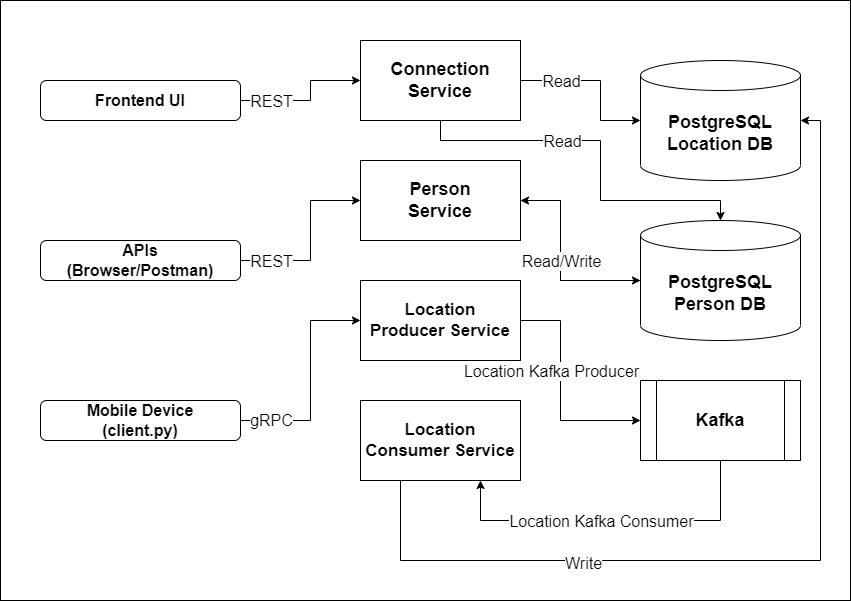 Connection
Service
Frontend UI
REST
Read
PostgreSQL
Location DB
Read
Person
Service
APIs
(Browser/Postman)
REST
Read/Write
PostgreSQL
Person DB
Location
Producer Service
Location Kafka Producer
Mobile Device
(client.py)
gRPC
Location
Consumer Service
Kafka
Location Kafka Consumer
Write